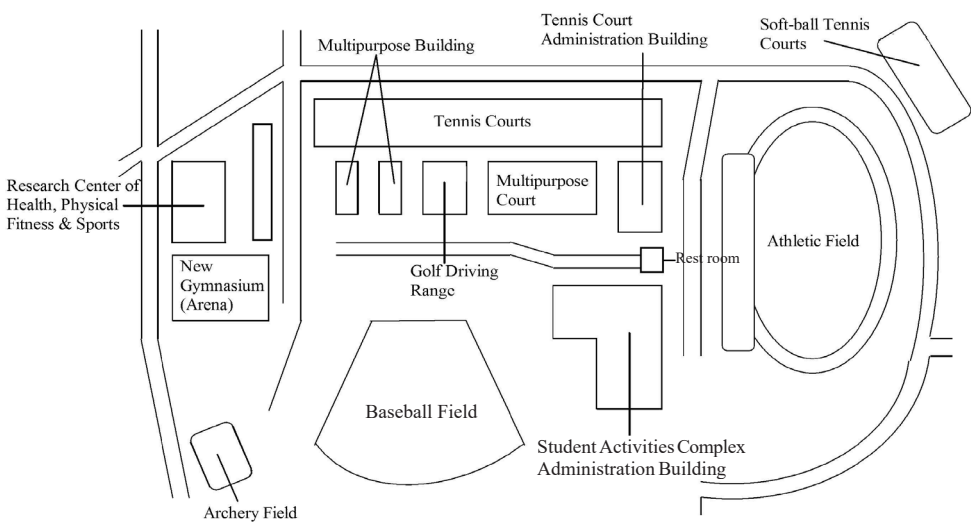 Tennis Court
Administration Building
Soft-ball Tennis
Courts
Multipurpose Building
Tennis Courts
Research Center of
Health, Physical
Fitness & Sports
Multipurpose
Court
Athletic Field
New
Gymnasium
(Arena)
Golf Driving
Range
Rest room
Baseball Field
Student Activities Complex
Administration Building
Archery Field